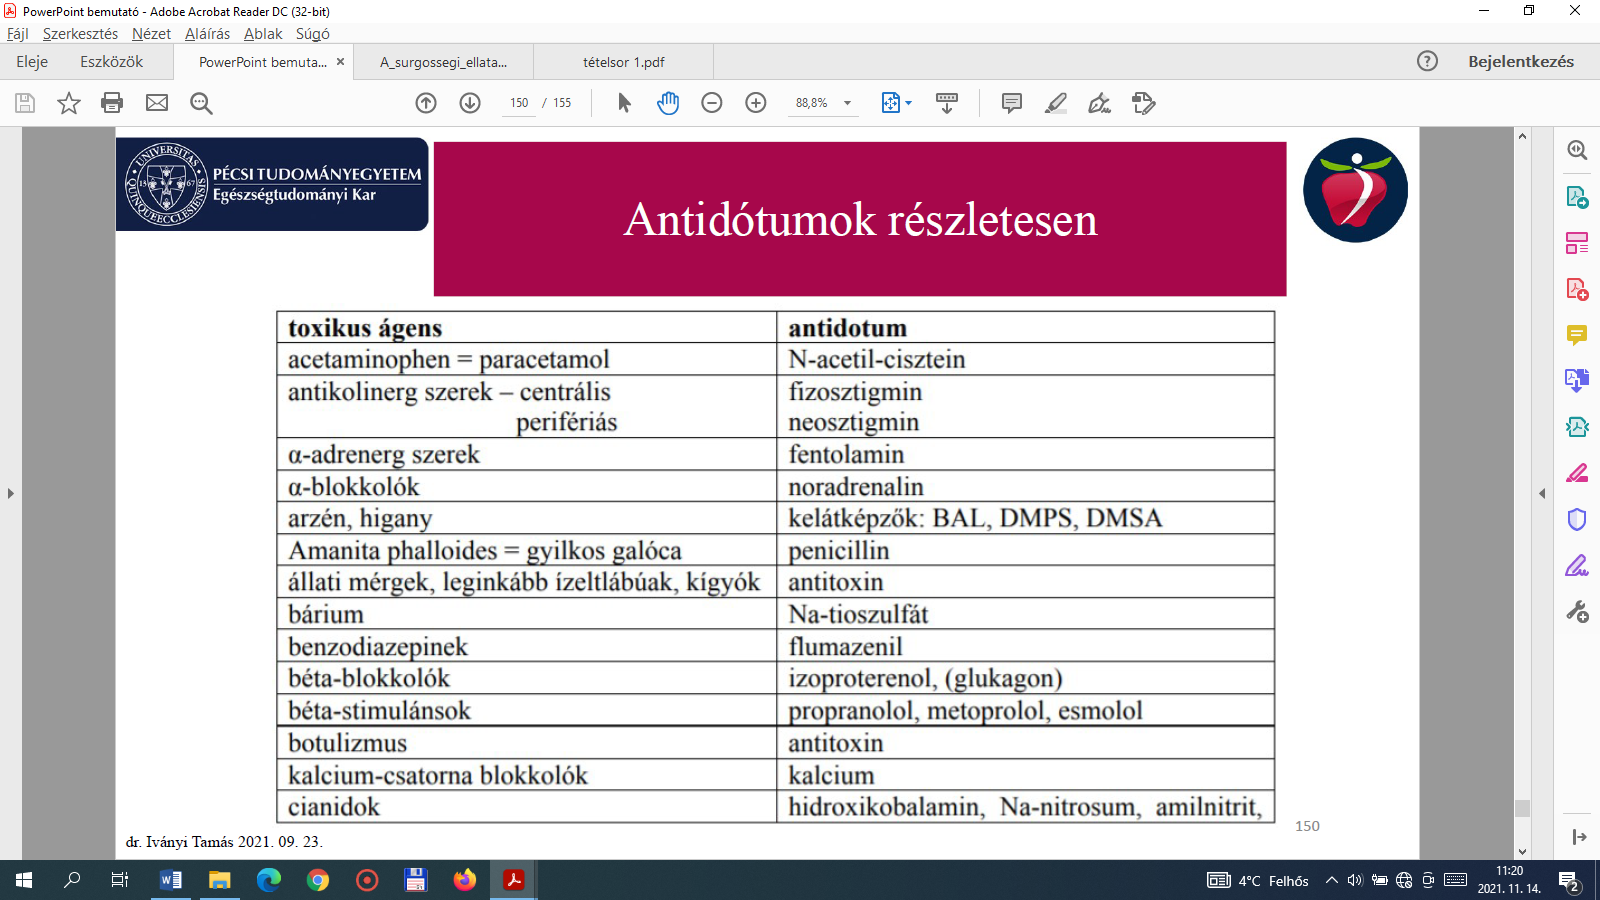 PowerPoint bemutató - Adobe Acrobat Reader DC (32-bit)
Fájl Szerkesztés Nézet Aláírás Ablak Súgó
Eleje Eszközök PowerPoint bemuta... × A_surgossegi_ellata... tételsor 1.pdf ? Bejelentkezés
150 / 155 88,8%
UNIVERSITAS QUINQUEECCLESIENSIS
13 67
PÉCSI TUDOMÁNYEGYETEM
Egészségtudományi Kar
Antidótumok részletesen
toxikus ágens antidotum
acetaminophen = paracetamol N-acetil-cisztein
antikolinerg szerek – centrális fizosztigmin
perifériás neosztigmin
α-adrenerg szerek fentolamin
α-blokkolók noradrenalin
arzén, higany kelátképzők: BAL, DMPS, DMSA
Amanita phalloides = gyilkos galóca penicillin
állati mérgek, leginkább ízeltlábúak, kígyók antitoxin
bárium Na-tioszulfát
benzodiazepinek flumazenil
béta-blokkolók izoproterenol, (glukagon)
béta-stimulánsok propranolol, metoprolol, esmolol
botulizmus antitoxin
kalcium-csatorna blokkolók kalcium
cianidok hidroxikobalamin, Na-nitrosum, amilnitrit,
150
dr. Iványi Tamás 2021. 09. 23.
4°C Felhős
11:20
2021. 11. 14.
2